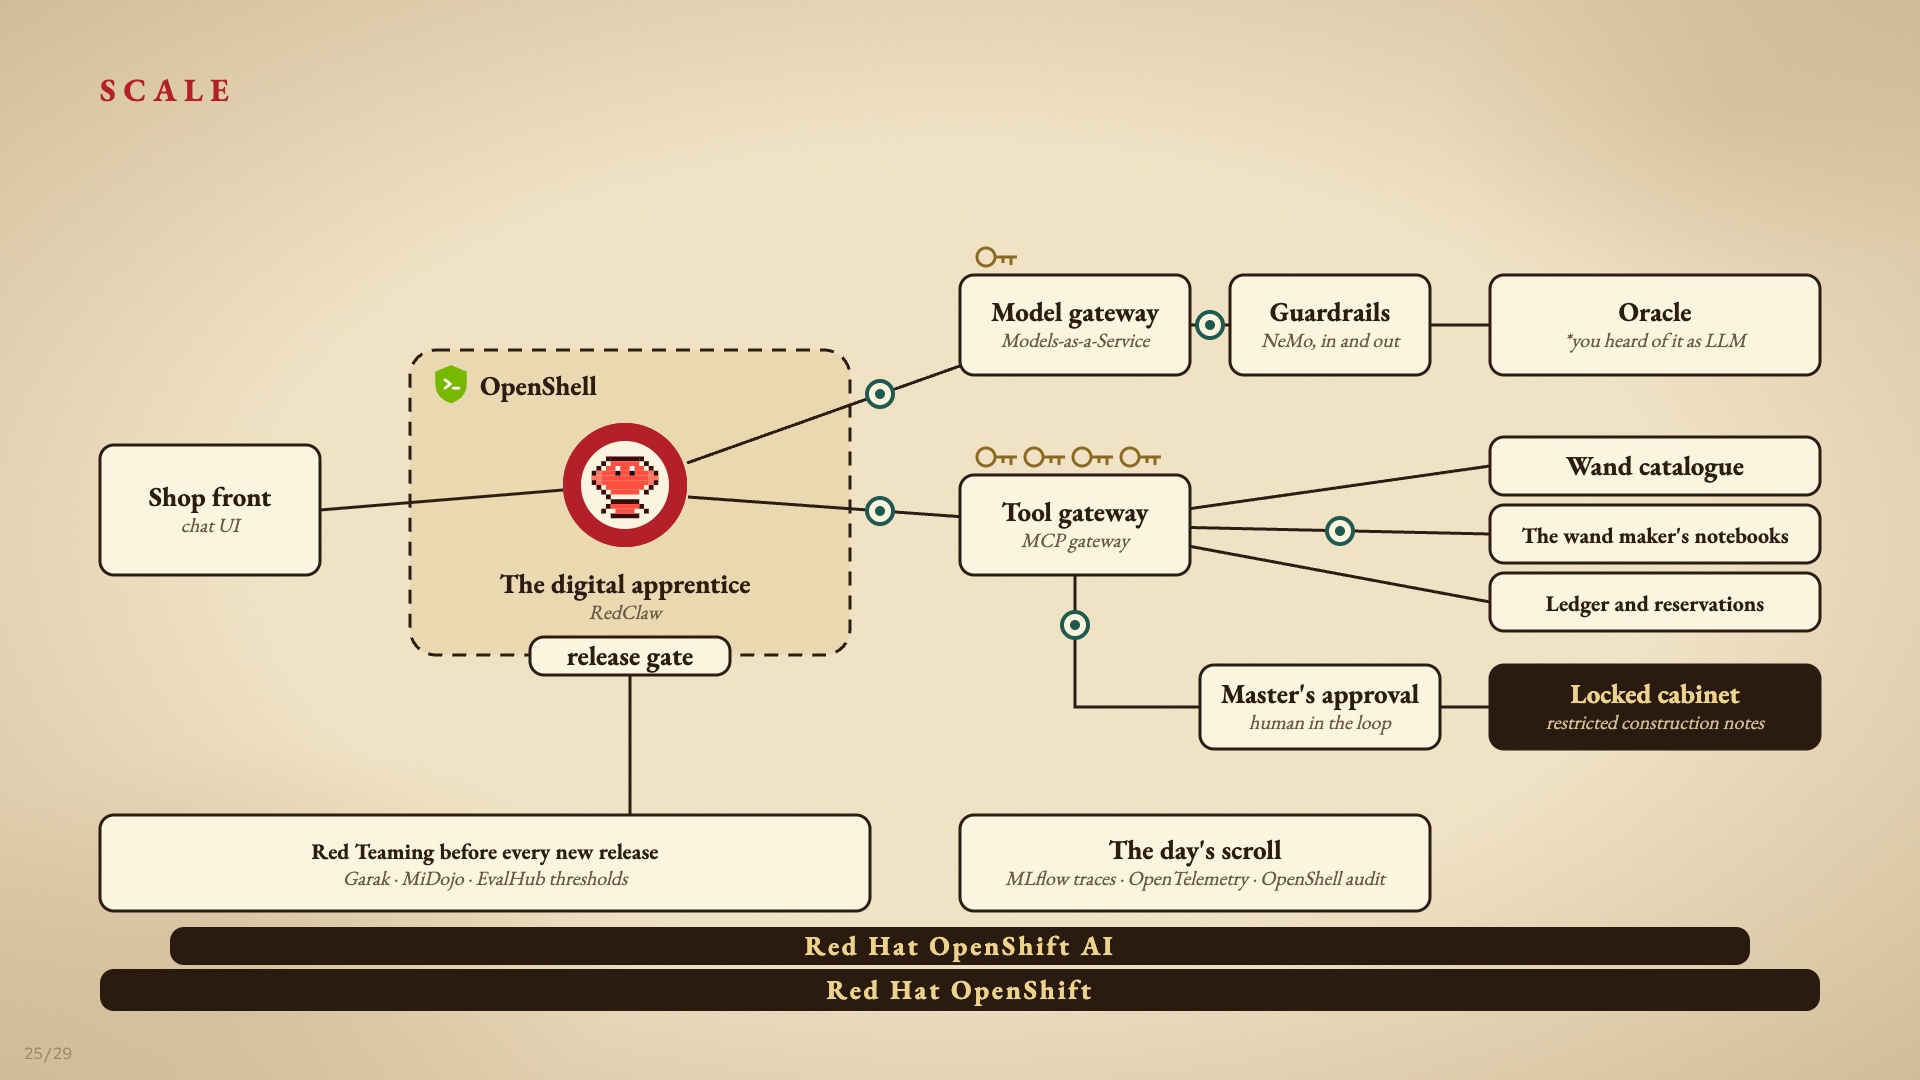 SCALE
Model gateway
Models-as-a-Service
Guardrails
NeMo, in and out
Oracle
*you heard of it as LLM
OpenShell
Shop front
chat UI
The digital apprentice
RedClaw
release gate
Tool gateway
MCP gateway
Wand catalogue
The wand maker's notebooks
Ledger and reservations
Master's approval
human in the loop
Locked cabinet
restricted construction notes
Red Teaming before every new release
Garak · MiDojo · EvalHub thresholds
The day's scroll
MLflow traces · OpenTelemetry · OpenShell audit
Red Hat OpenShift AI
Red Hat OpenShift
25/29